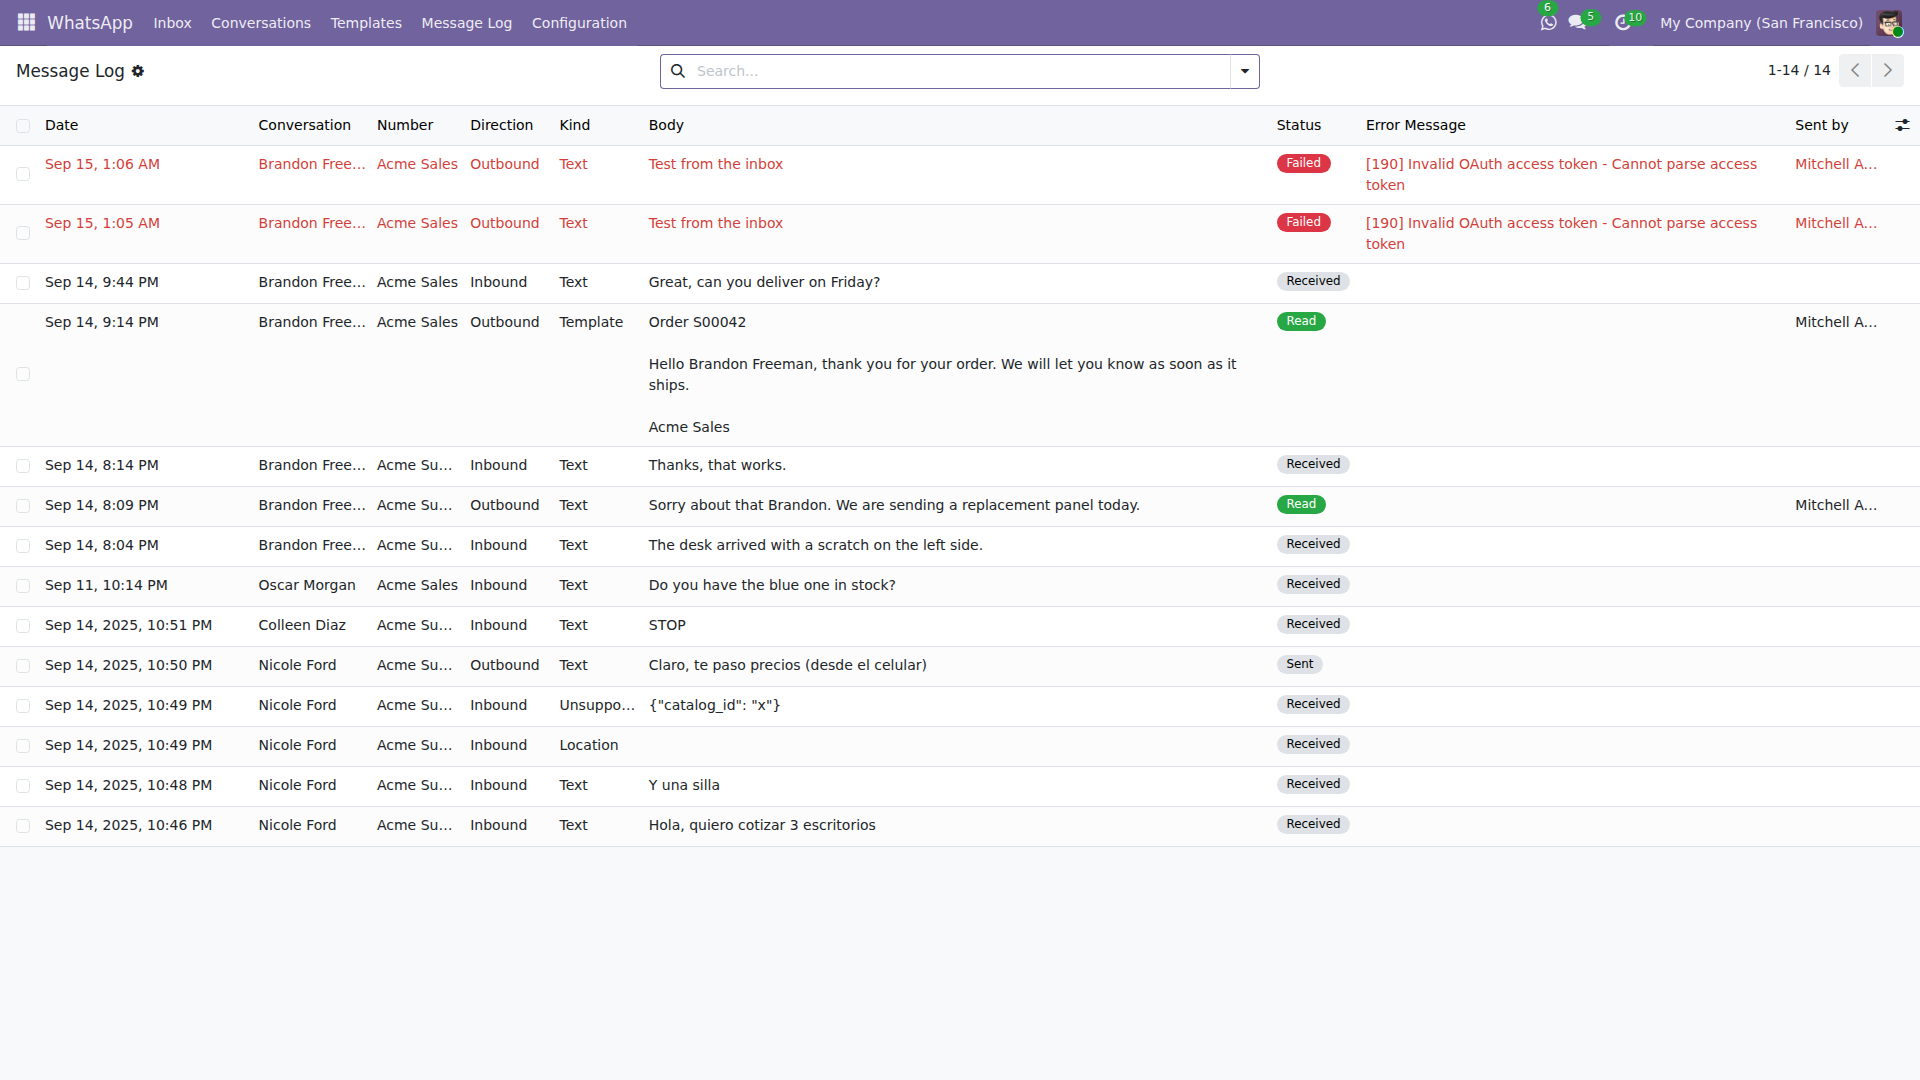 WhatsApp Inbox Conversations Templates Message Log Configuration 6 5 10 My Company (San Francisco)
Message Log Search... 1-14 / 14
Date Conversation Number Direction Kind Body Status Error Message Sent by
Sep 15, 1:06 AM Brandon Free... Acme Sales Outbound Text Test from the inbox Failed [190] Invalid OAuth access token - Cannot parse access Mitchell A...
token
Sep 15, 1:05 AM Brandon Free... Acme Sales Outbound Text Test from the inbox Failed [190] Invalid OAuth access token - Cannot parse access Mitchell A...
token
Sep 14, 9:44 PM Brandon Free... Acme Sales Inbound Text Great, can you deliver on Friday? Received
Sep 14, 9:14 PM Brandon Free... Acme Sales Outbound Template Order S00042 Read Mitchell A...
Hello Brandon Freeman, thank you for your order. We will let you know as soon as it
ships.
Acme Sales
Sep 14, 8:14 PM Brandon Free... Acme Su... Inbound Text Thanks, that works. Received
Sep 14, 8:09 PM Brandon Free... Acme Su... Outbound Text Sorry about that Brandon. We are sending a replacement panel today. Read Mitchell A...
Sep 14, 8:04 PM Brandon Free... Acme Su... Inbound Text The desk arrived with a scratch on the left side. Received
Sep 11, 10:14 PM Oscar Morgan Acme Sales Inbound Text Do you have the blue one in stock? Received
Sep 14, 2025, 10:51 PM Colleen Diaz Acme Su... Inbound Text STOP Received
Sep 14, 2025, 10:50 PM Nicole Ford Acme Su... Outbound Text Claro, te paso precios (desde el celular) Sent
Sep 14, 2025, 10:49 PM Nicole Ford Acme Su... Inbound Unsuppo... {"catalog_id": "x"} Received
Sep 14, 2025, 10:49 PM Nicole Ford Acme Su... Inbound Location Received
Sep 14, 2025, 10:48 PM Nicole Ford Acme Su... Inbound Text Y una silla Received
Sep 14, 2025, 10:46 PM Nicole Ford Acme Su... Inbound Text Hola, quiero cotizar 3 escritorios Received